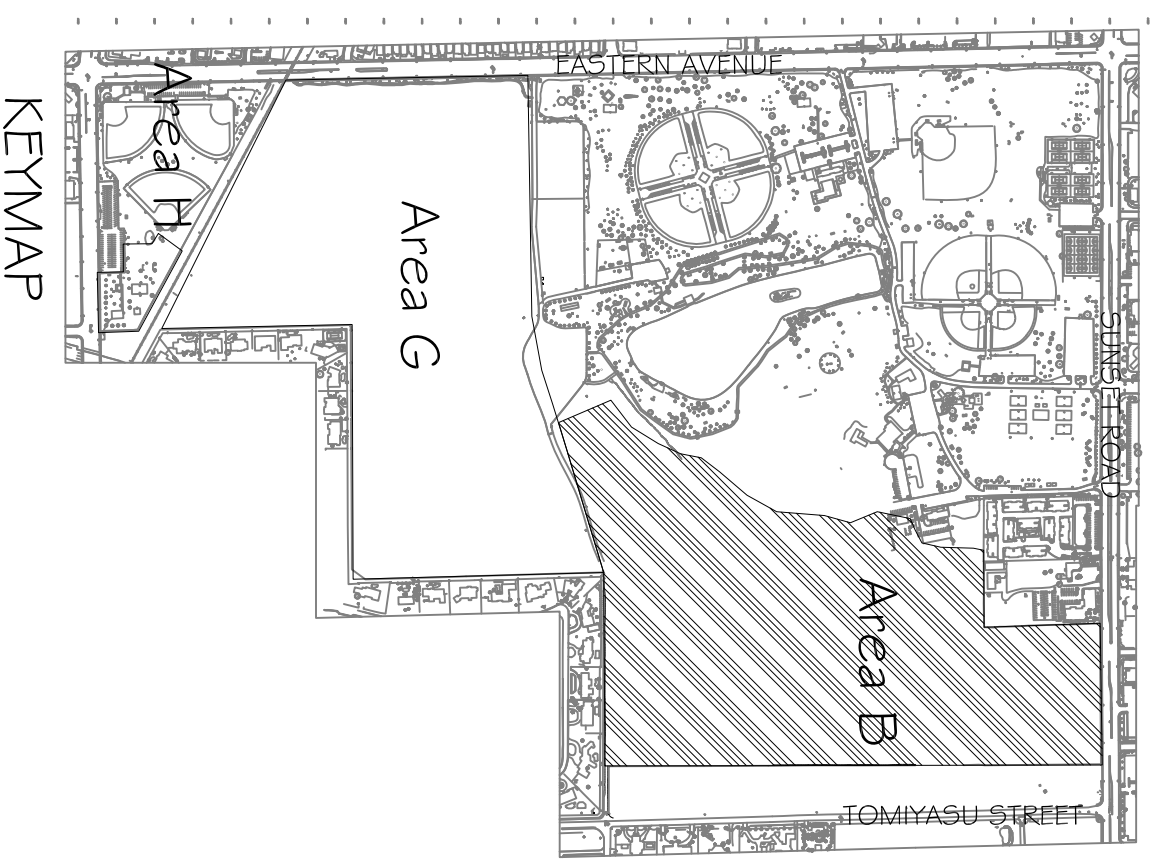 EASTERN AVENUE
Area H
KEYMAP
Area G
SUNSET ROAD
Area B
TOMIYASU STREET